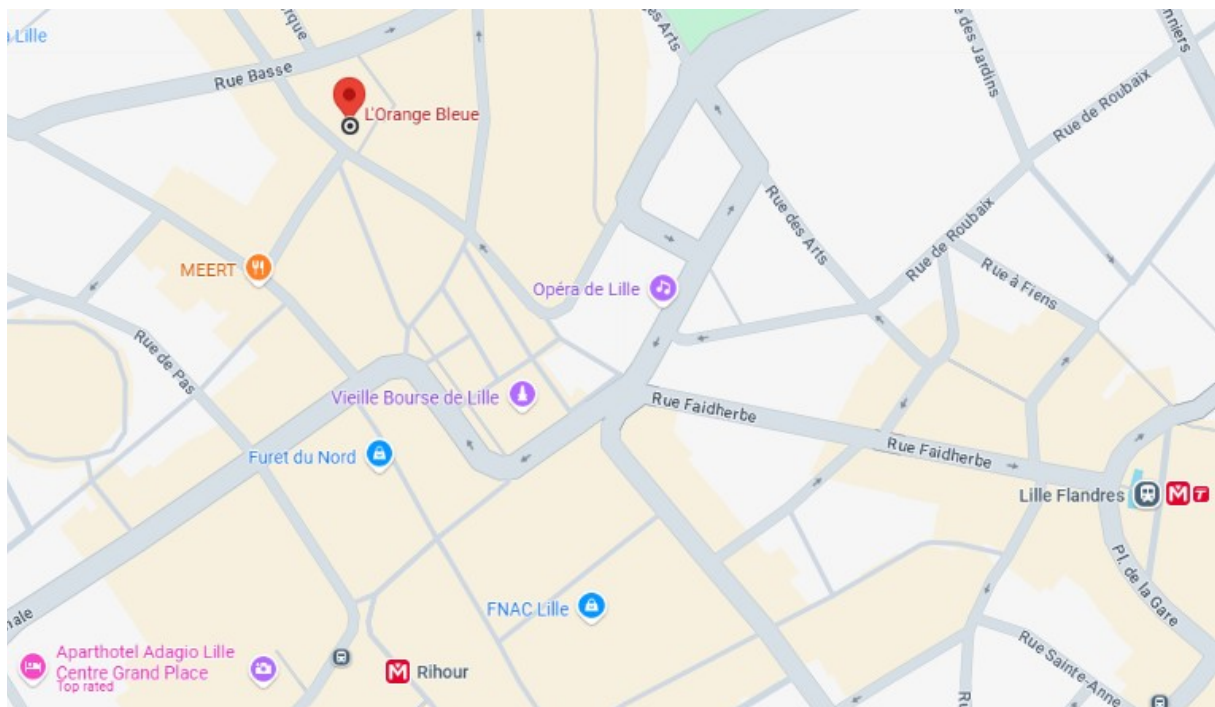 Lille
Rue Basse
L'Orange Bleue
des Arts
des Jardins
nniers
Rue de Roubaix
MEERT
Opéra de Lille
Rue des Arts
Rue de Roubaix
Rue à Fiens
Rue de Pas
Vieille Bourse de Lille
Rue Faidherbe
Furet du Nord
Rue Faidherbe
Lille Flandres
M T
Pl. de la Gare
FNAC Lille
nale
Aparthotel Adagio Lille
Centre Grand Place
Top rated
M Rihour
Rue Sainte-Anne